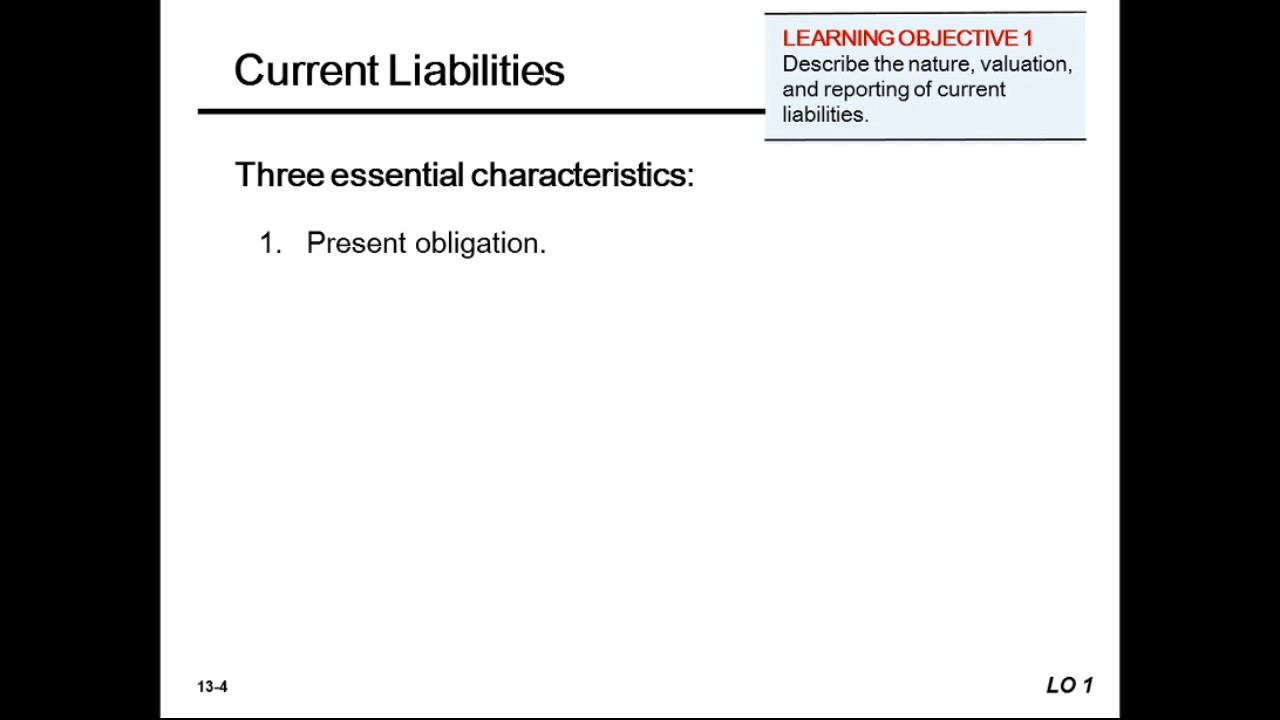 Current Liabilities
LEARNING OBJECTIVE 1
Describe the nature, valuation,
and reporting of current
liabilities.
Three essential characteristics:
1. Present obligation.
13-4
LO 1